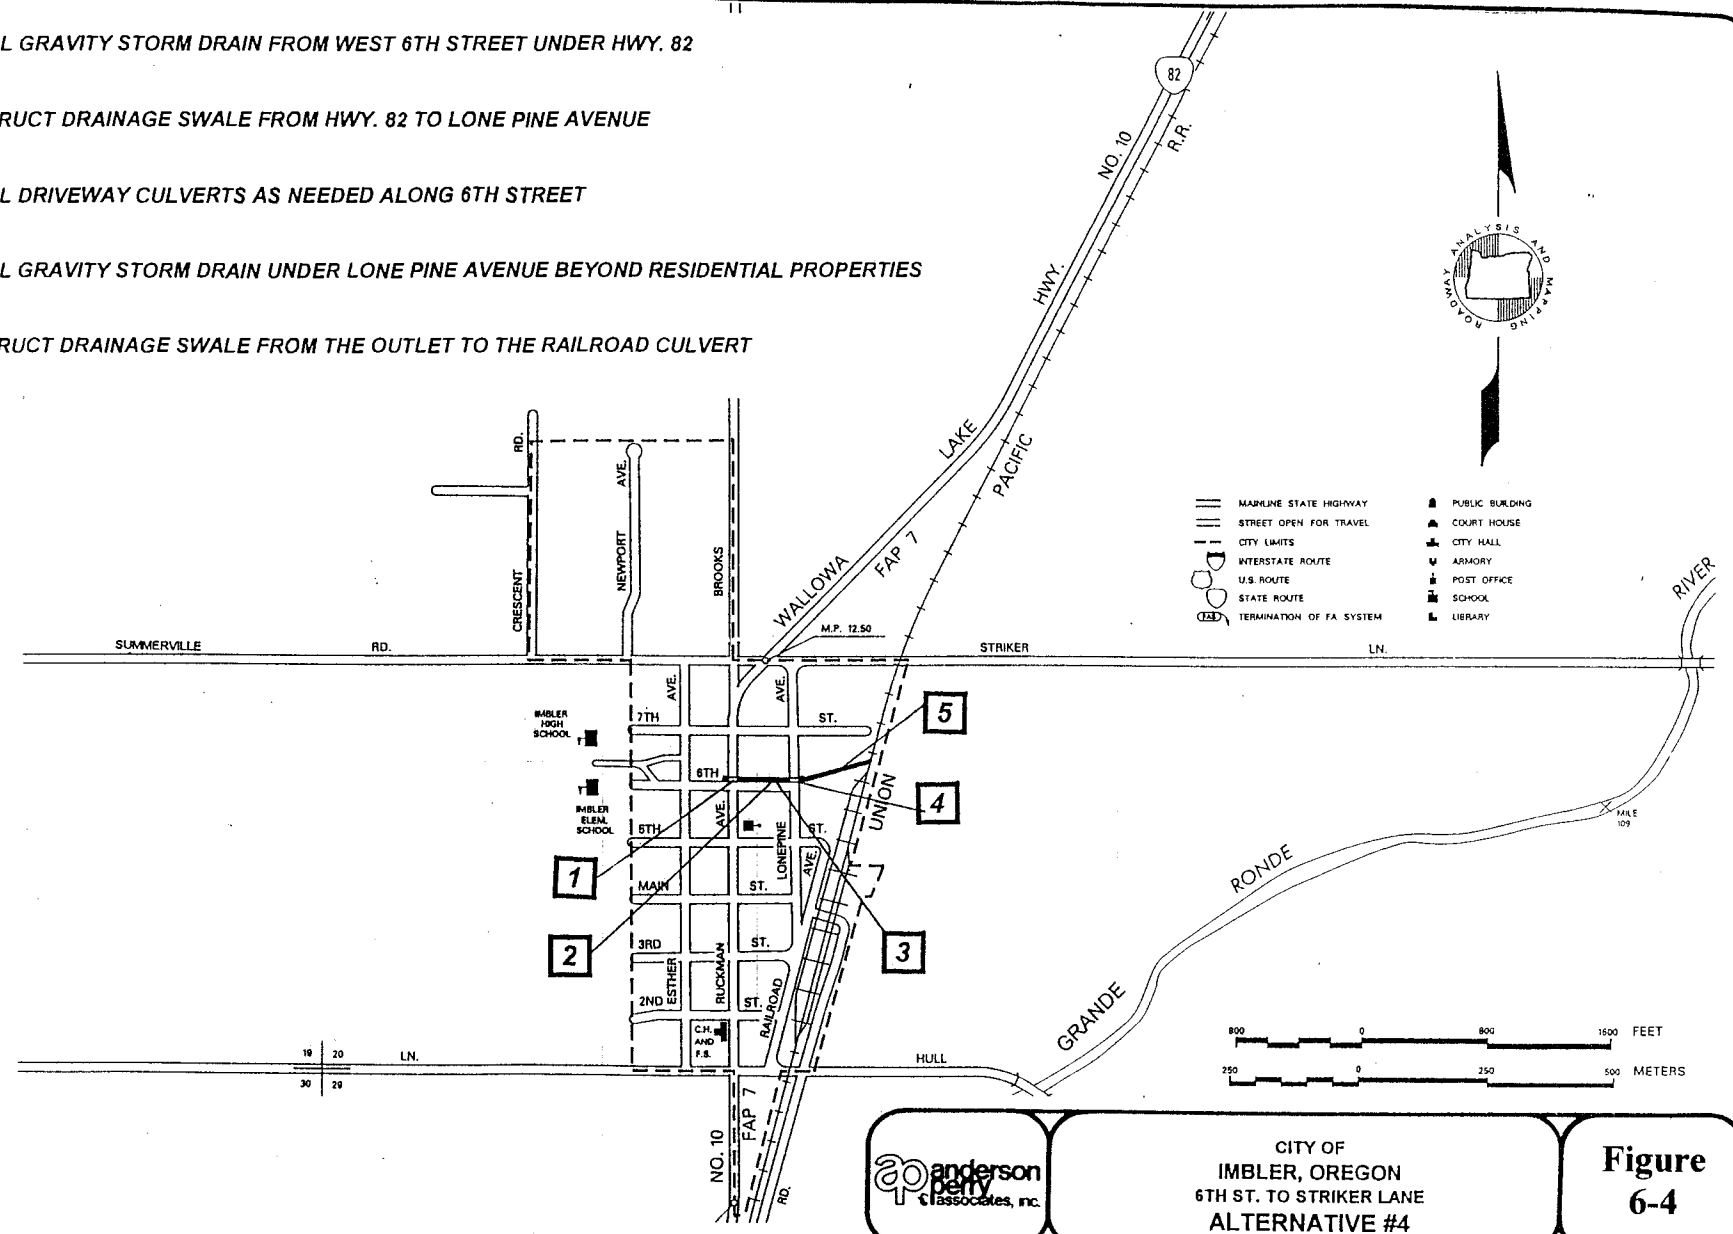 L GRAVITY STORM DRAIN FROM WEST 6TH STREET UNDER HWY. 82
RUCT DRAINAGE SWALE FROM HWY. 82 TO LONE PINE AVENUE
L DRIVEWAY CULVERTS AS NEEDED ALONG 6TH STREET
L GRAVITY STORM DRAIN UNDER LONE PINE AVENUE BEYOND RESIDENTIAL PROPERTIES
RUCT DRAINAGE SWALE FROM THE OUTLET TO THE RAILROAD CULVERT
82
NO. 10
R.R.
HWY.
LAKE
PACIFIC
WALLOWA
FAP 7
ROADWAY ANALYSIS AND MAPPING
MAINLINE STATE HIGHWAY
STREET OPEN FOR TRAVEL
CITY LIMITS
INTERSTATE ROUTE
U.S. ROUTE
STATE ROUTE
FAS
TERMINATION OF FA SYSTEM
PUBLIC BUILDING
COURT HOUSE
CITY HALL
ARMORY
POST OFFICE
SCHOOL
LIBRARY
CRESCENT RD.
NEWPORT AVE.
BROOKS
M.P. 12.50
SUMMERVILLE RD.
STRIKER LN.
RIVER
AVE.
AVE.
7TH ST.
IMBLER
HIGH
SCHOOL
5
6TH
UNION
4
IMBLER
ELEM.
SCHOOL
AVE.
5TH ST.
LONEPINE
AVE.
1
MAIN ST.
2
3RD ST.
3
ESTHER
RUCKMAN
2ND ST.
RAILROAD
C.H.
AND
F.S.
MILE
109
GRANDE RONDE
19 20
30 29
LN.
HULL
800 0 800 1600 FEET
250 0 250 500 METERS
NO. 10
FAP 7
RD.
ap
anderson
perry
& associates, inc.
CITY OF
IMBLER, OREGON
6TH ST. TO STRIKER LANE
ALTERNATIVE #4
Figure
6-4